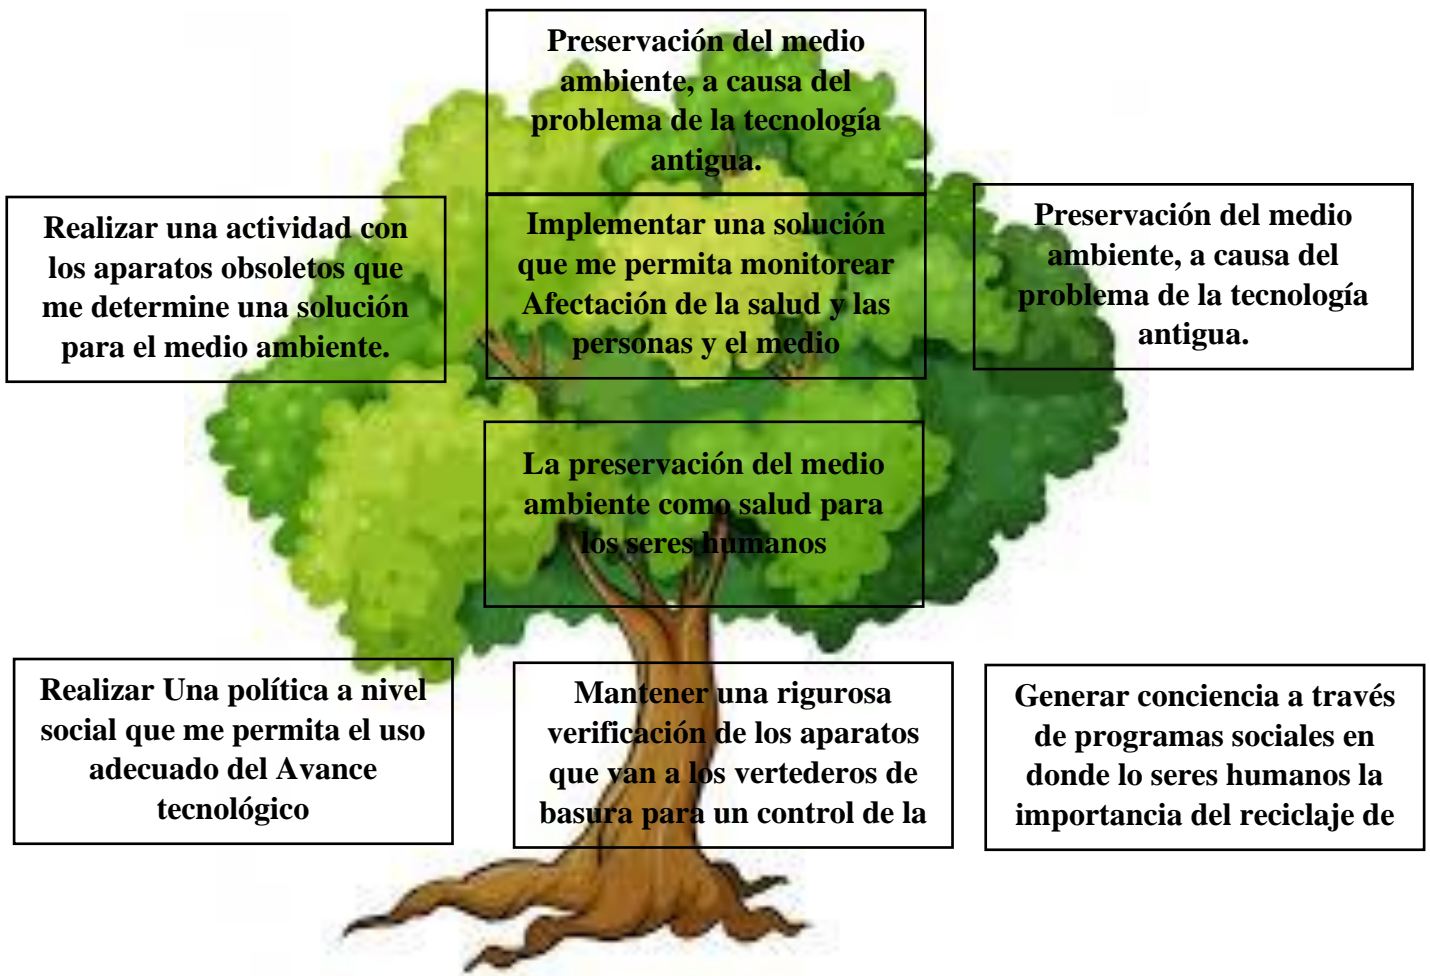 Preservación del medio
ambiente, a causa del
problema de la tecnología
antigua.
Realizar una actividad con
los aparatos obsoletos que
me determine una solución
para el medio ambiente.
Implementar una solución
que me permita monitorear
Afectación de la salud y las
personas y el medio
Preservación del medio
ambiente, a causa del
problema de la tecnología
antigua.
La preservación del medio
ambiente como salud para
los seres humanos
Realizar Una política a nivel
social que me permita el uso
adecuado del Avance
tecnológico
Mantener una rigurosa
verificación de los aparatos
que van a los vertederos de
basura para un control de la
Generar conciencia a través
de programas sociales en
donde lo seres humanos la
importancia del reciclaje de